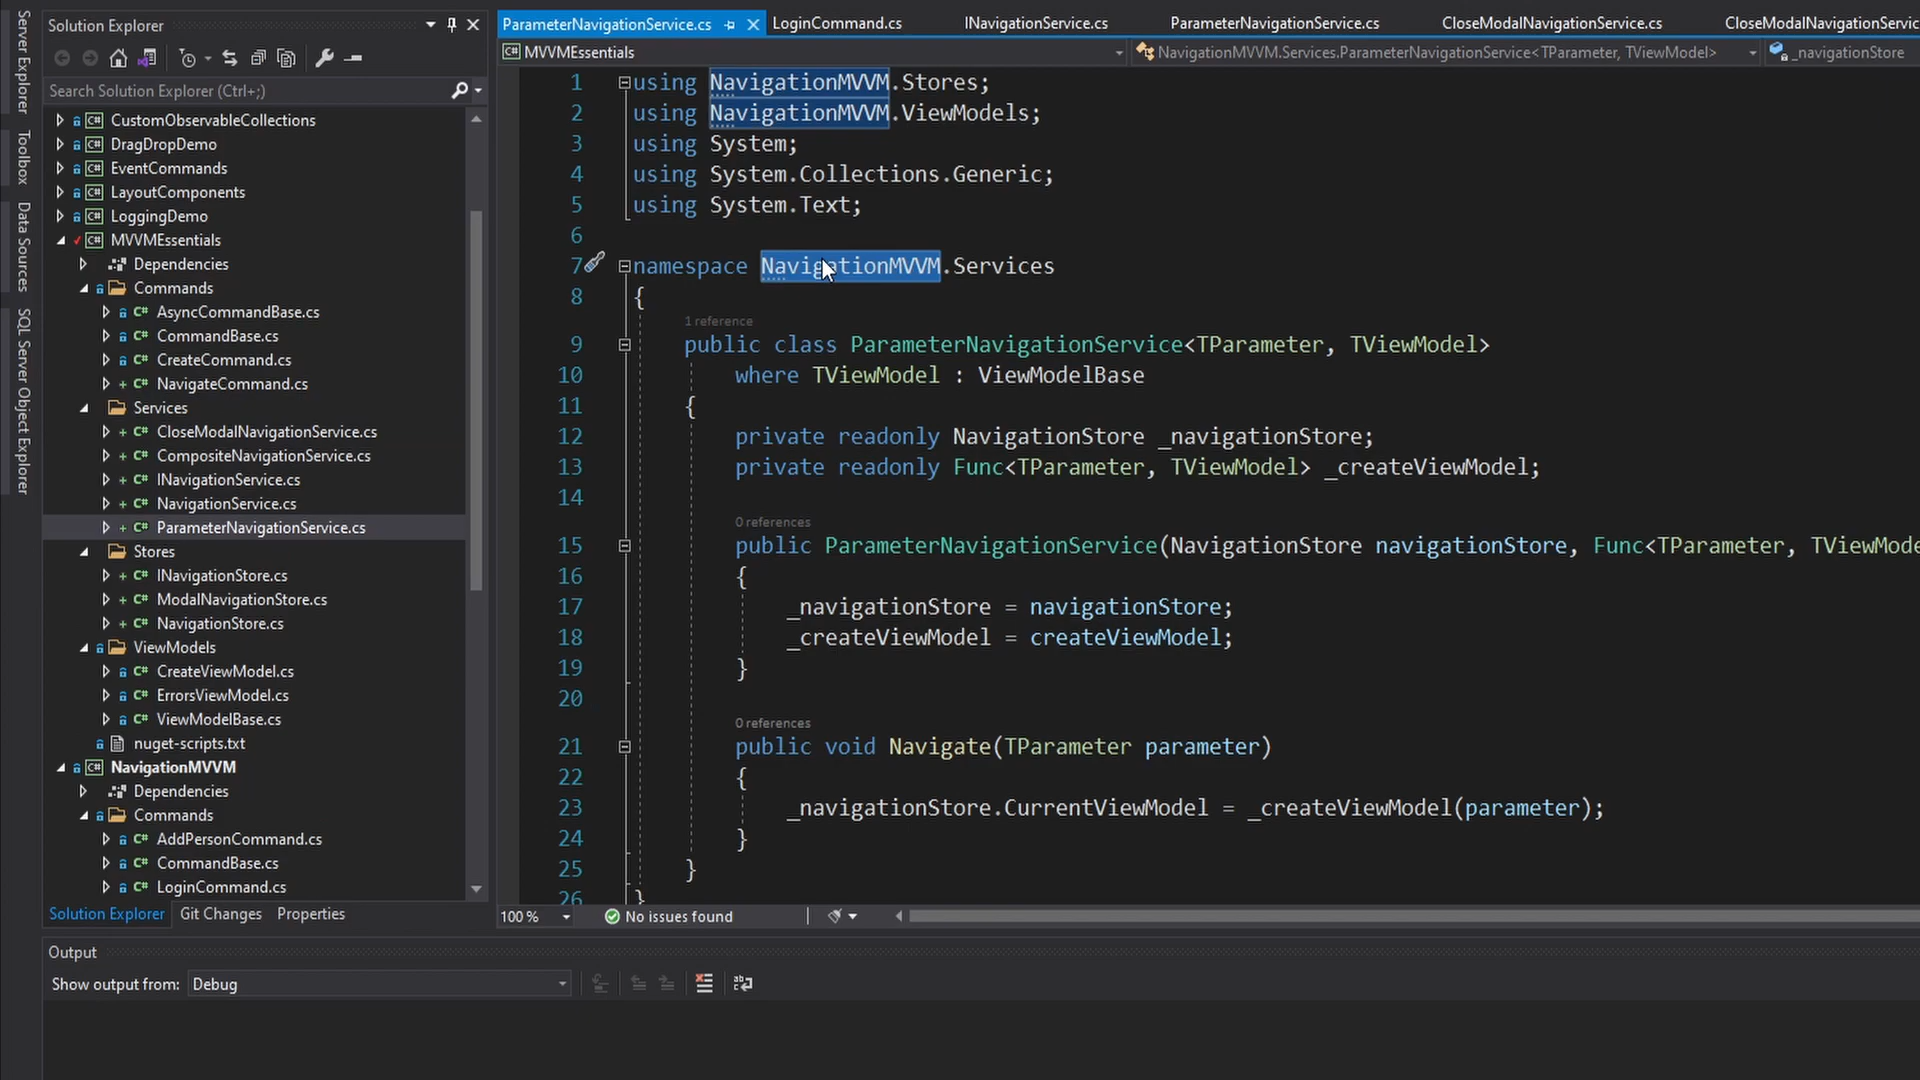 Server Explorer
Toolbox
Data Sources
SQL Server Object Explorer
Solution Explorer
Search Solution Explorer (Ctrl+;)
CustomObservableCollections
DragDropDemo
EventCommands
LayoutComponents
LoggingDemo
MVVMEssentials
Dependencies
Commands
AsyncCommandBase.cs
CommandBase.cs
CreateCommand.cs
NavigateCommand.cs
Services
CloseModalNavigationService.cs
CompositeNavigationService.cs
INavigationService.cs
NavigationService.cs
ParameterNavigationService.cs
Stores
INavigationStore.cs
ModalNavigationStore.cs
NavigationStore.cs
ViewModels
CreateViewModel.cs
ErrorsViewModel.cs
ViewModelBase.cs
nuget-scripts.txt
NavigationMVVM
Dependencies
Commands
AddPersonCommand.cs
CommandBase.cs
LoginCommand.cs
Solution Explorer Git Changes Properties
ParameterNavigationService.cs LoginCommand.cs INavigationService.cs ParameterNavigationService.cs CloseModalNavigationService.cs CloseModalNavigationServic
MVVMEssentials NavigationMVVM.Services.ParameterNavigationService<TParameter, TViewModel> _navigationStore
1 using NavigationMVVM.Stores;
2 using NavigationMVVM.ViewModels;
3 using System;
4 using System.Collections.Generic;
5 using System.Text;
6
7 namespace NavigationMVVM.Services
8 {
1 reference
9 public class ParameterNavigationService<TParameter, TViewModel>
10 where TViewModel : ViewModelBase
11 {
12 private readonly NavigationStore _navigationStore;
13 private readonly Func<TParameter, TViewModel> _createViewModel;
14
0 references
15 public ParameterNavigationService(NavigationStore navigationStore, Func<TParameter, TViewMode
16 {
17 _navigationStore = navigationStore;
18 _createViewModel = createViewModel;
19 }
20
0 references
21 public void Navigate(TParameter parameter)
22 {
23 _navigationStore.CurrentViewModel = _createViewModel(parameter);
24 }
25 }
26 }
100 % No issues found
Output
Show output from: Debug